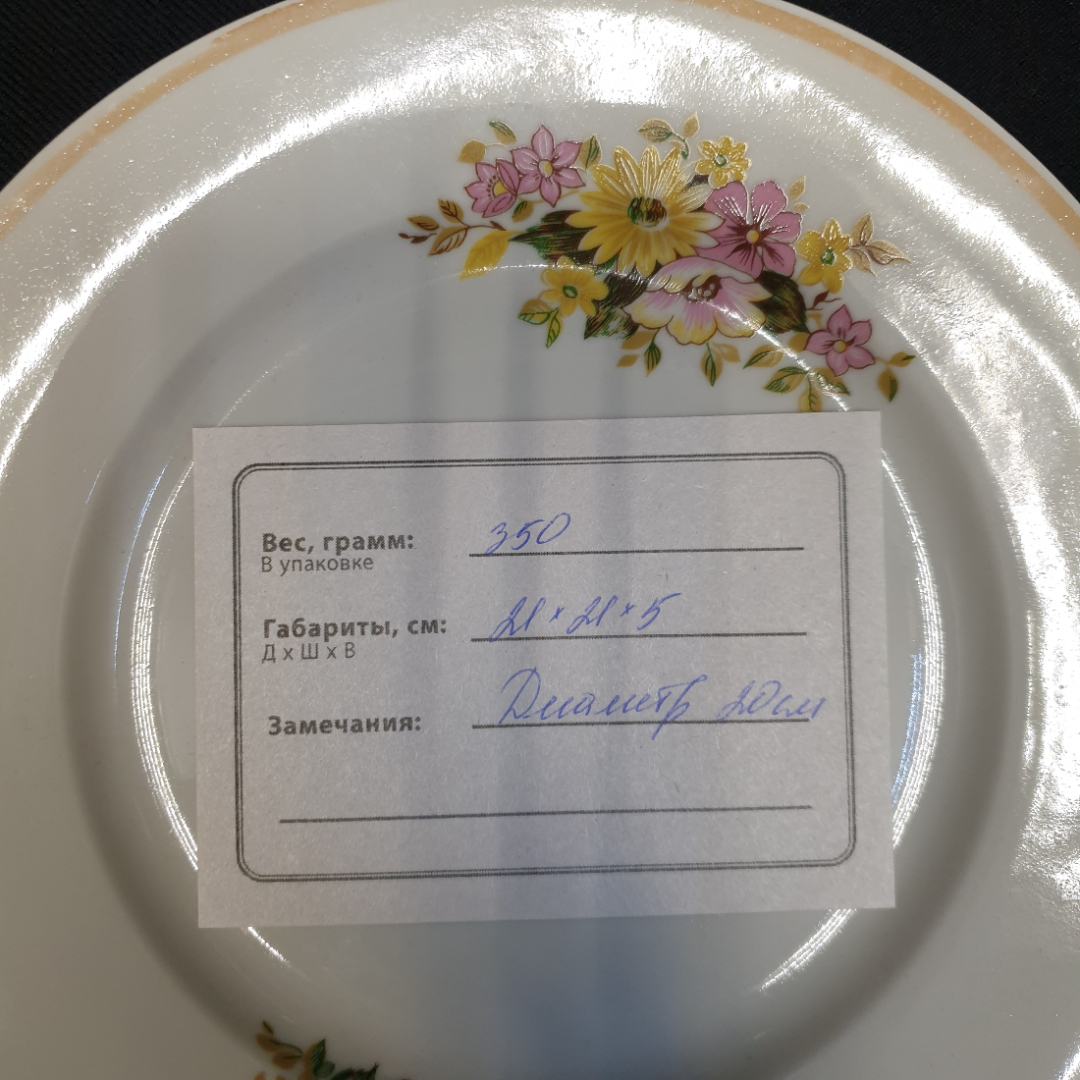 Вес, грамм: 350
В упаковке
Габариты, см: 21 × 21 × 5
Д х Ш х В
Замечания: Диаметр 20см